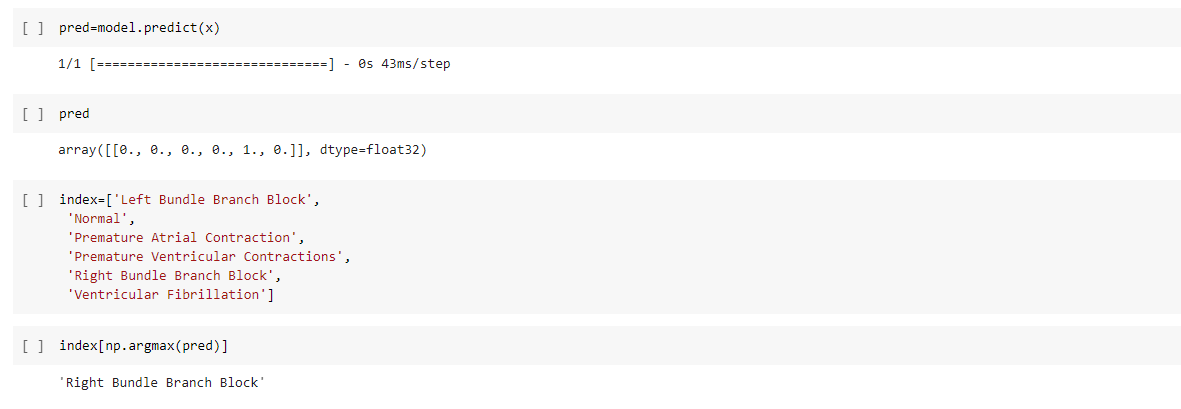 [ ] pred=model.predict(x)
1/1 [==============================] - 0s 43ms/step
[ ] pred
array([[0., 0., 0., 0., 1., 0.]], dtype=float32)
[ ] index=['Left Bundle Branch Block',
'Normal',
'Premature Atrial Contraction',
'Premature Ventricular Contractions',
'Right Bundle Branch Block',
'Ventricular Fibrillation']
[ ] index[np.argmax(pred)]
'Right Bundle Branch Block'